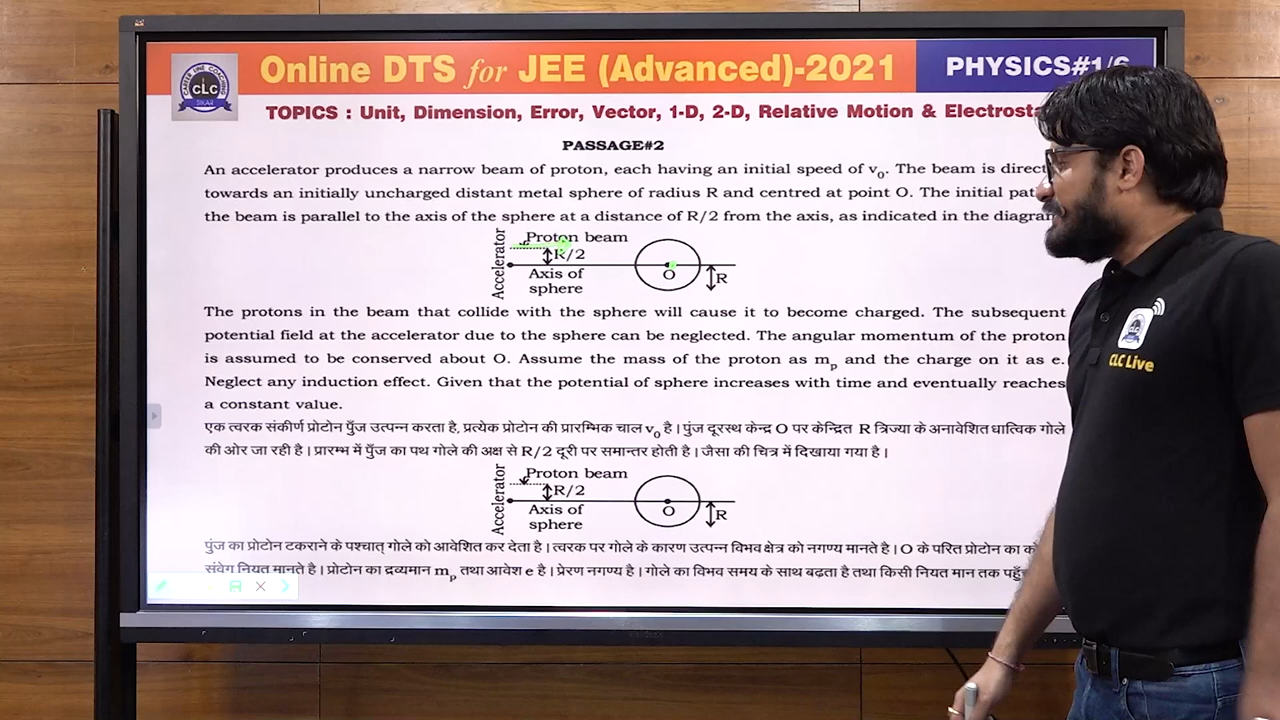 Online DTS for JEE (Advanced)-2021
PHYSICS#1/6
CLC
SIKAR
TOPICS : Unit, Dimension, Error, Vector, 1-D, 2-D, Relative Motion &
PASSAGE#2
An accelerator produces a narrow beam of proton, each having an initial speed of v₀. The beam is
towards an initially uncharged distant metal sphere of radius R and centred at point O. The initial
the beam is parallel to the axis of the sphere at a distance of R/2 from the axis, as indicated in the
Accelerator
Proton beam
R/2
Axis of
sphere
O
R
The protons in the beam that collide with the sphere will cause it to become charged. The subsequent
potential field at the accelerator due to the sphere can be neglected. The angular momentum of the proton
is assumed to be conserved about O. Assume the mass of the proton as mₚ and the charge on it as e.
Neglect any induction effect. Given that the potential of sphere increases with time and eventually reaches
a constant value.
एक त्वरक संकीर्ण प्रोटोन पुँज उत्पन्न करता है, प्रत्येक प्रोटोन की प्रारम्भिक चाल v₀ है। पुंज दूरस्थ केन्द्र O पर केन्द्रित R त्रिज्या के अनावेशित धात्विक गोले
की ओर जा रही है। प्रारम्भ में पुँज का पथ गोले की अक्ष से R/2 दूरी पर समान्तर होती है। जैसा की चित्र में दिखाया गया है।
Accelerator
Proton beam
R/2
Axis of
sphere
O
R
पुंज का प्रोटोन टकराने के पश्चात् गोले को आवेशित कर देता है। त्वरक पर गोले के कारण उत्पन्न विभव क्षेत्र को नगण्य मानते है। O के परित प्रोटोन का
संवेग नियत मानते है। प्रोटोन का द्रव्यमान mₚ तथा आवेश e है। प्रेरण नगण्य है। गोले का विभव समय के साथ बढता है तथा किसी नियत मान तक
CLC
CLC Live